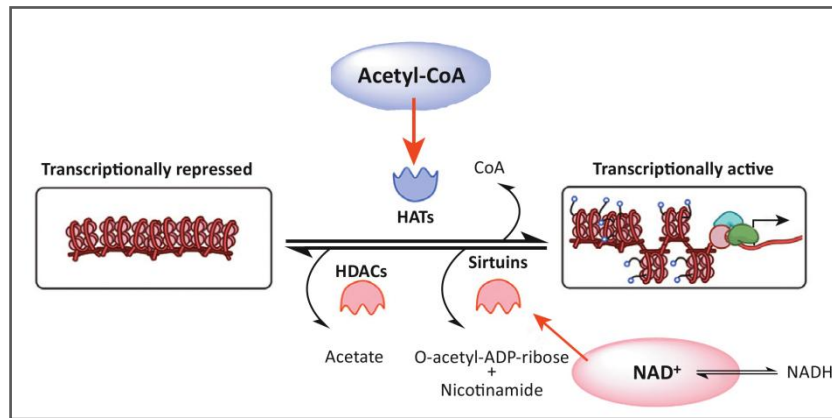 Acetyl-CoA
Transcriptionally repressed
Transcriptionally active
CoA
HATs
HDACs
Sirtuins
Acetate
O-acetyl-ADP-ribose
+
Nicotinamide
NAD⁺
NADH